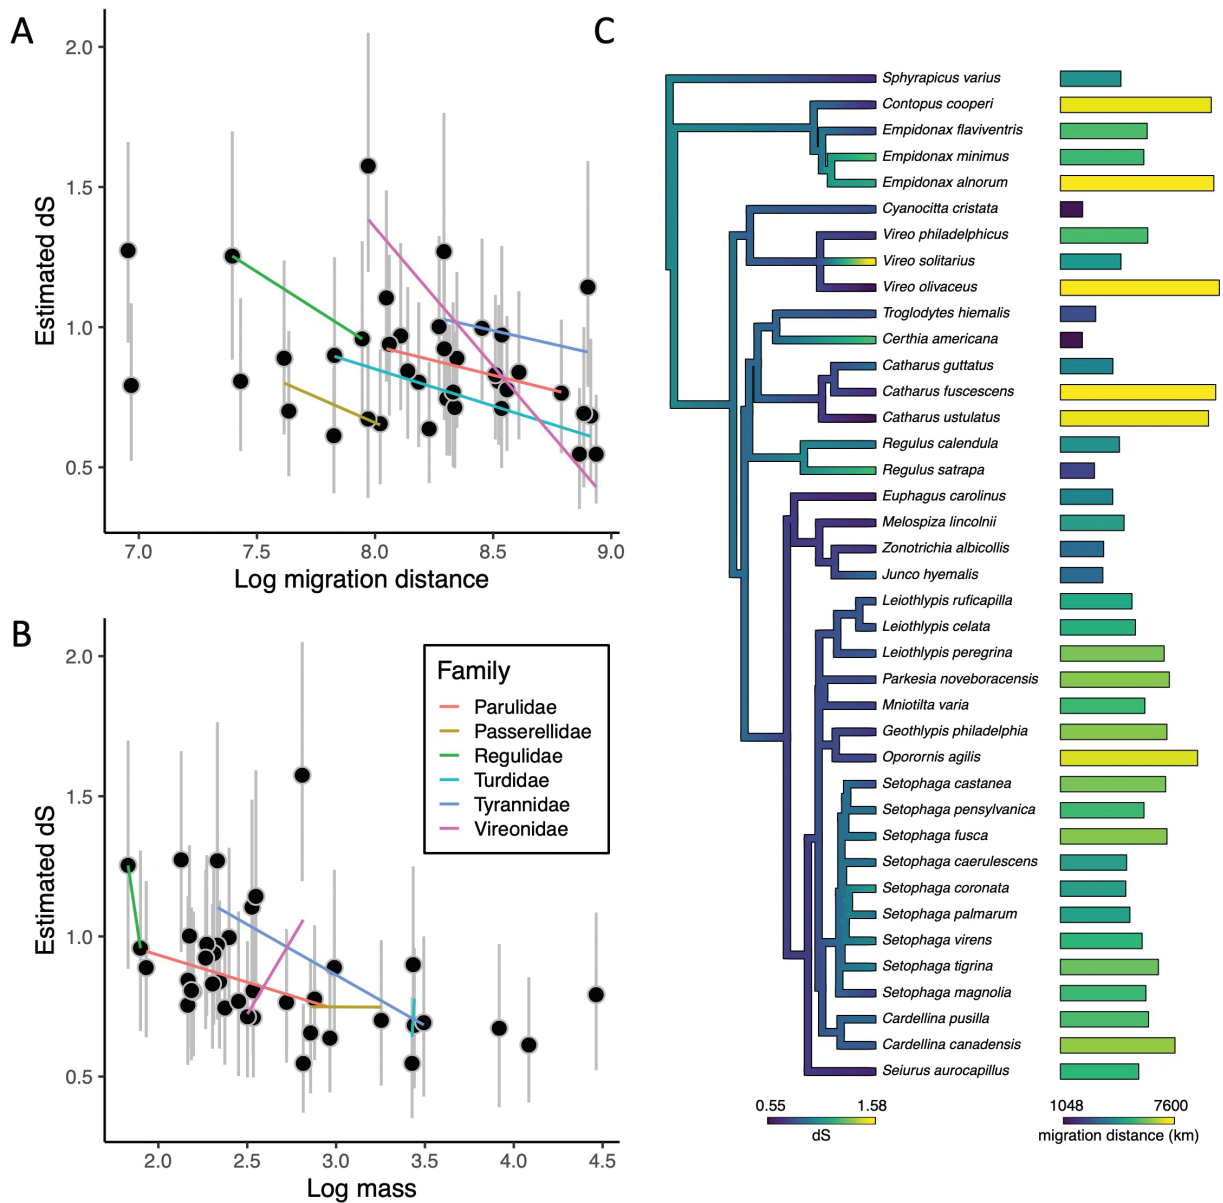 A
2.0
1.5
1.0
0.5
Estimated dS
7.0 7.5 8.0 8.5 9.0
Log migration distance
B
2.0
1.5
1.0
0.5
Estimated dS
Family
Parulidae
Passerellidae
Regulidae
Turdidae
Tyrannidae
Vireonidae
2.0 2.5 3.0 3.5 4.0 4.5
Log mass
C
Sphyrapicus varius
Contopus cooperi
Empidonax flaviventris
Empidonax minimus
Empidonax alnorum
Cyanocitta cristata
Vireo philadelphicus
Vireo solitarius
Vireo olivaceus
Troglodytes hiemalis
Certhia americana
Catharus guttatus
Catharus fuscescens
Catharus ustulatus
Regulus calendula
Regulus satrapa
Euphagus carolinus
Melospiza lincolnii
Zonotrichia albicollis
Junco hyemalis
Leiothlypis ruficapilla
Leiothlypis celata
Leiothlypis peregrina
Parkesia noveboracensis
Mniotilta varia
Geothlypis philadelphia
Oporornis agilis
Setophaga castanea
Setophaga pensylvanica
Setophaga fusca
Setophaga caerulescens
Setophaga coronata
Setophaga palmarum
Setophaga virens
Setophaga tigrina
Setophaga magnolia
Cardellina pusilla
Cardellina canadensis
Seiurus aurocapillus
0.55 1.58
dS
1048 7600
migration distance (km)